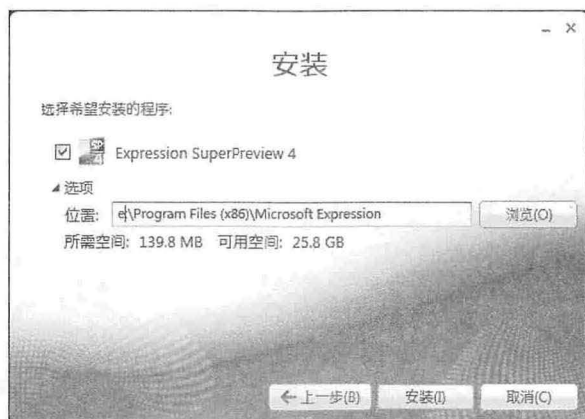 安装
选择希望安装的程序:
Expression SuperPreview 4
选项
位置: e\Program Files (x86)\Microsoft Expression 浏览(O)
所需空间: 139.8 MB 可用空间: 25.8 GB
上一步(B) 安装(I) 取消(C)